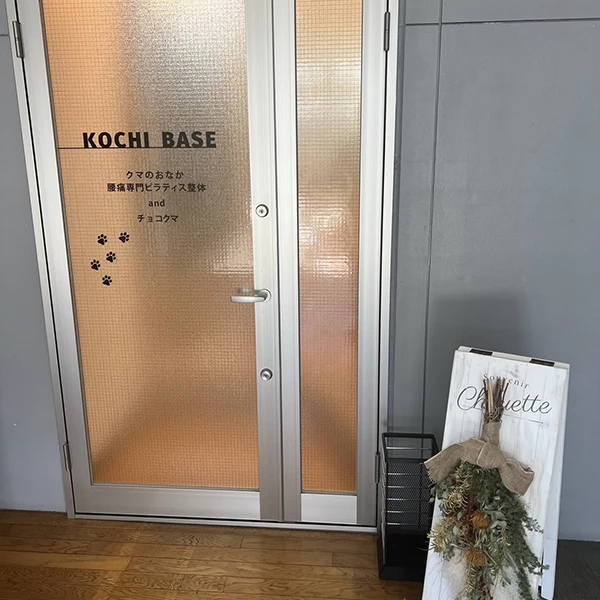 KOCHI BASE
クマのおなか
腰痛専門ピラティス整体
and
チョコクマ
Souvenir
Chouette